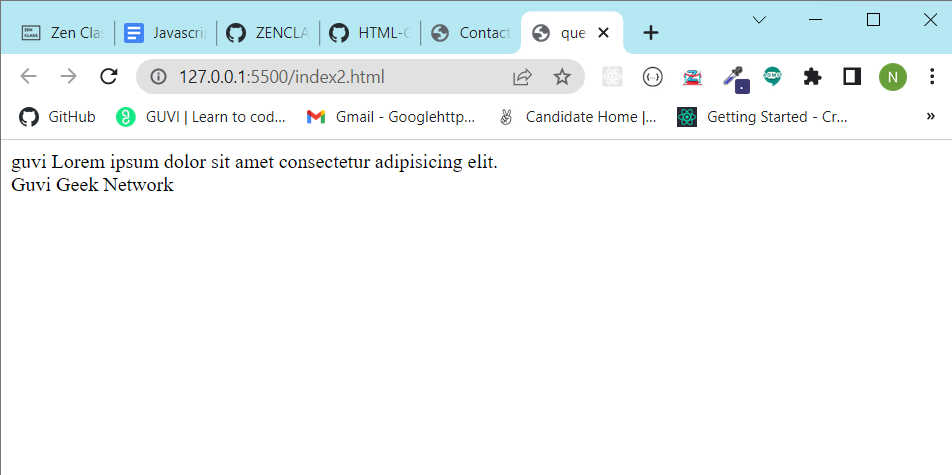 Zen Clas
Javascrip
ZENCLA
HTML-C
Contact
que
127.0.0.1:5500/index2.html
N
GitHub
GUVI | Learn to cod...
Gmail - Googlehttp...
Candidate Home |...
Getting Started - Cr...
»
guvi Lorem ipsum dolor sit amet consectetur adipisicing elit.
Guvi Geek Network